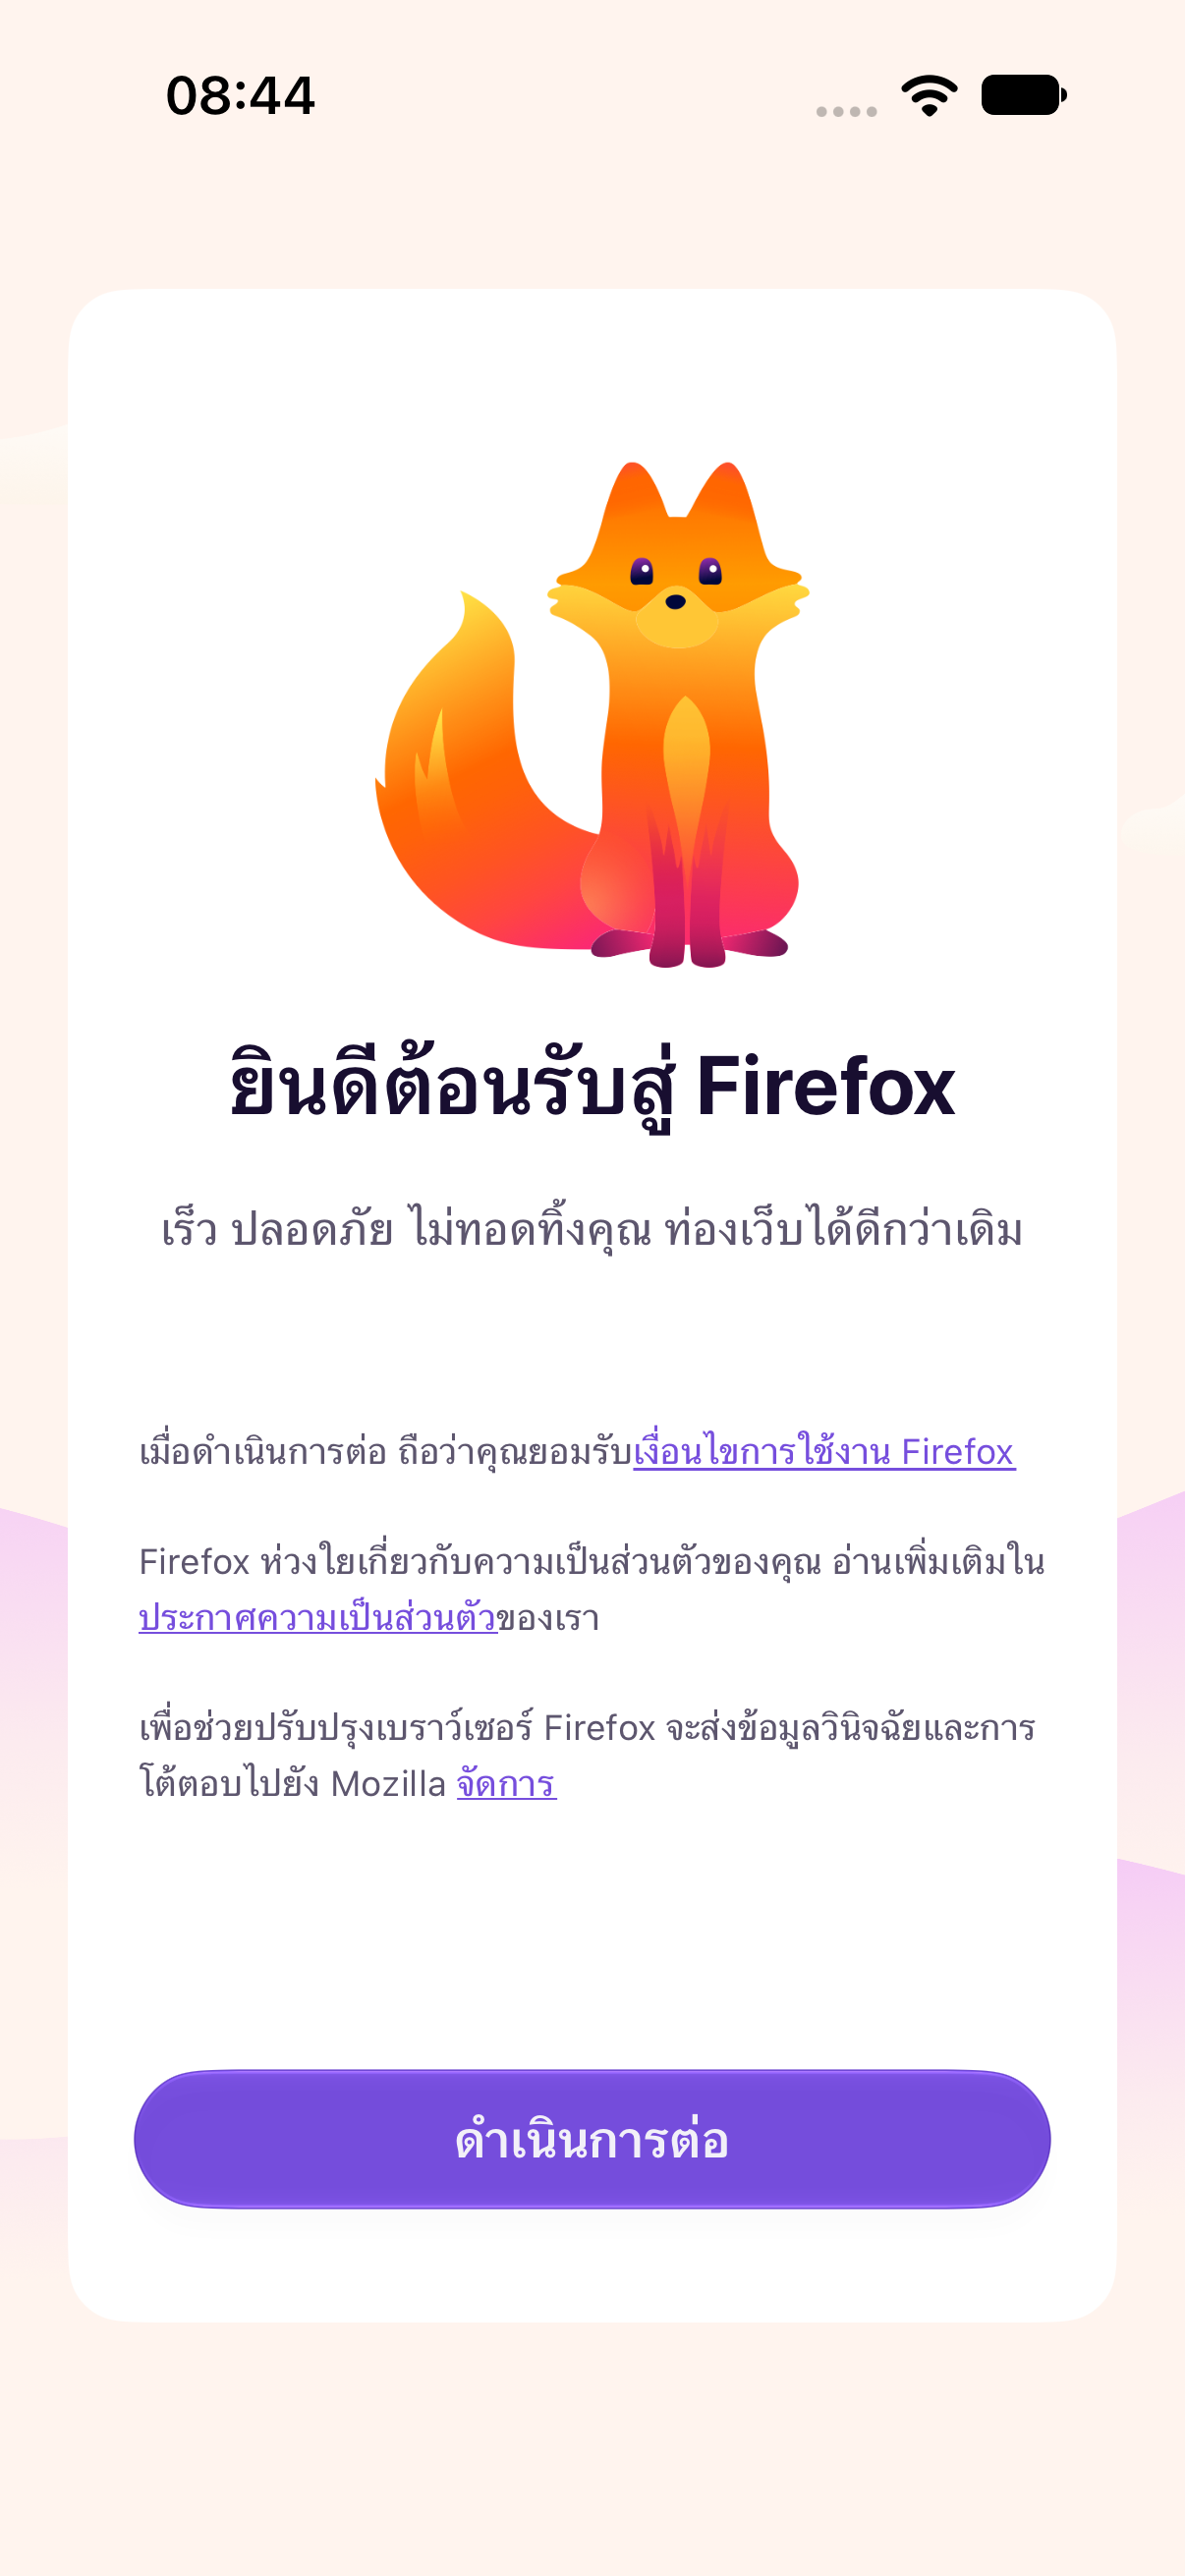 08:44
ยินดีต้อนรับสู่ Firefox
เร็ว ปลอดภัย ไม่ทอดทิ้งคุณ ท่องเว็บได้ดีกว่าเดิม
เมื่อดำเนินการต่อ ถือว่าคุณยอมรับเงื่อนไขการใช้งาน Firefox
Firefox ห่วงใยเกี่ยวกับความเป็นส่วนตัวของคุณ อ่านเพิ่มเติมใน
ประกาศความเป็นส่วนตัวของเรา
เพื่อช่วยปรับปรุงเบราว์เซอร์ Firefox จะส่งข้อมูลวินิจฉัยและการ
โต้ตอบไปยัง Mozilla จัดการ
ดำเนินการต่อ